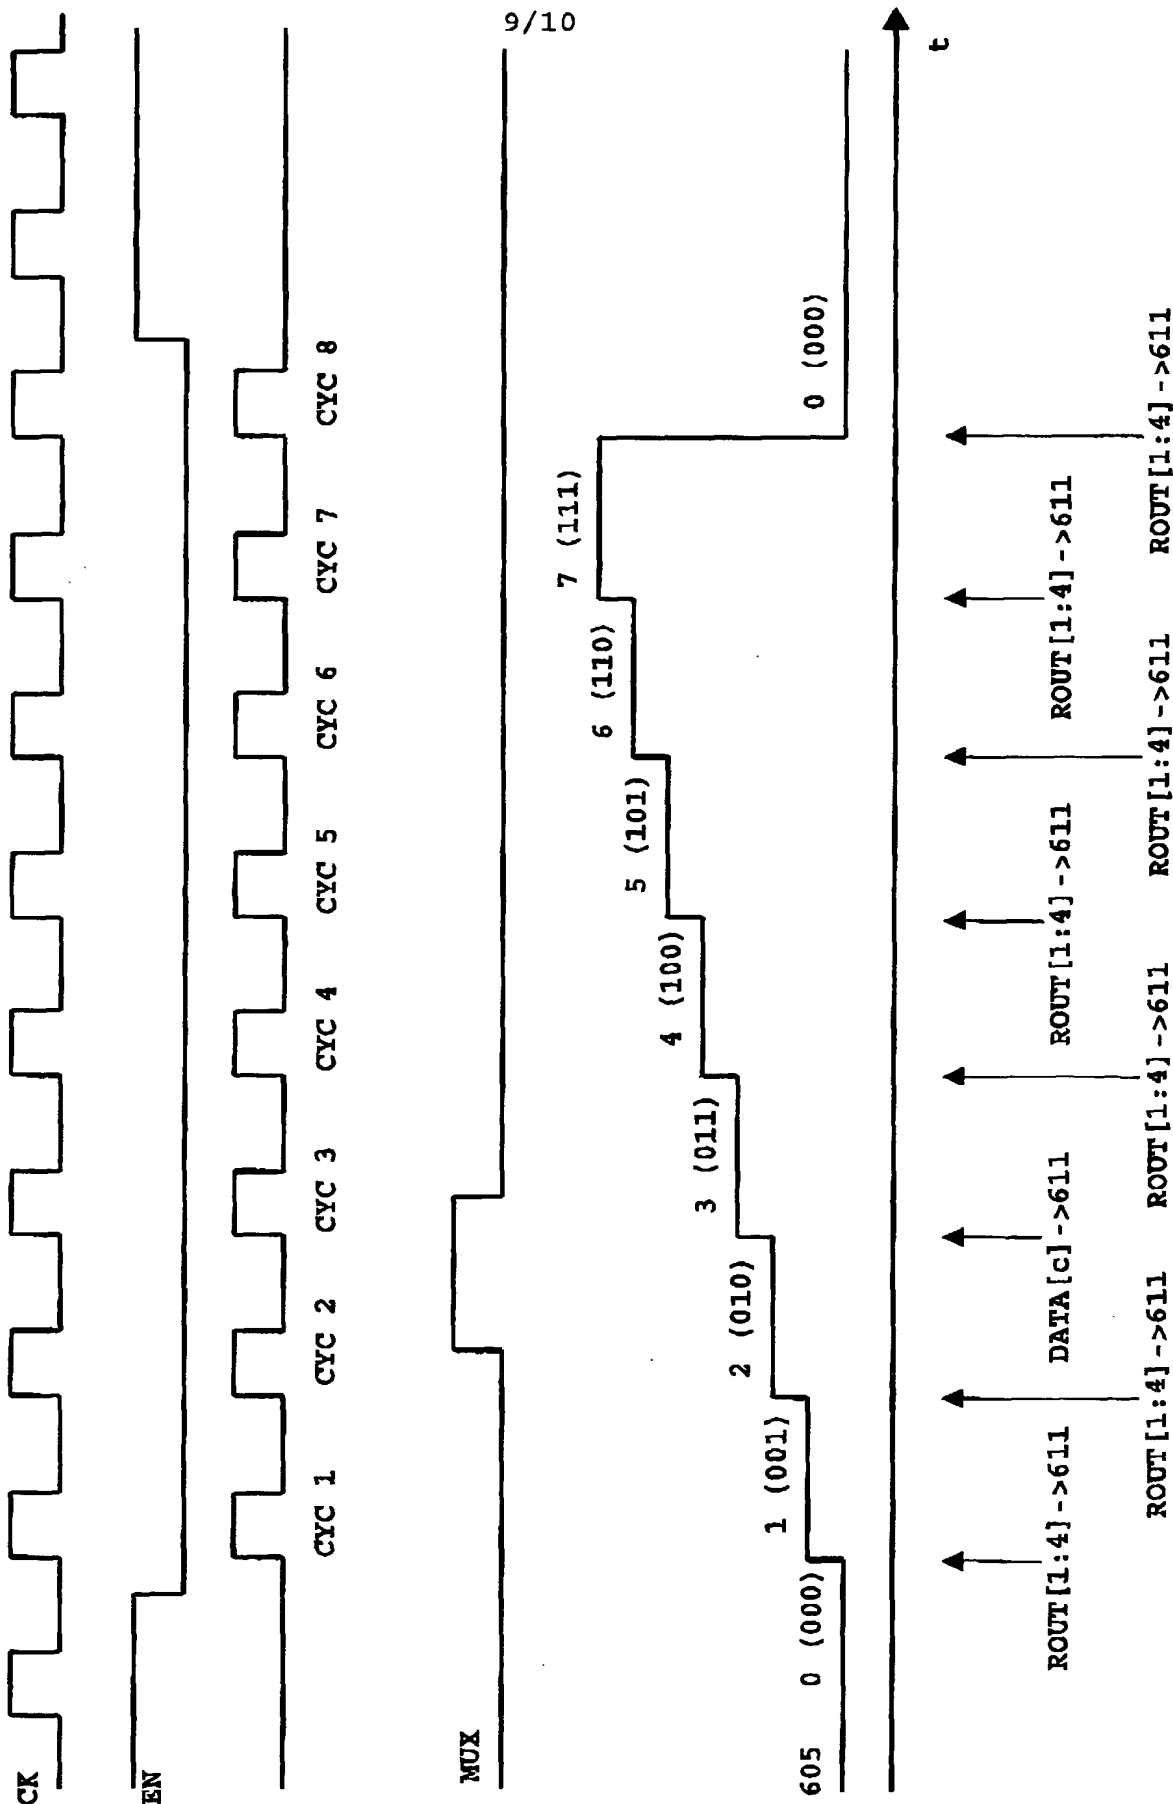 9/10
CK
EN
CYC 1 CYC 2 CYC 3 CYC 4 CYC 5 CYC 6 CYC 7 CYC 8
MUX
605 0 (000) 1 (001) 2 (010) 3 (011) 4 (100) 5 (101) 6 (110) 7 (111) 0 (000)
t
ROUT[1:4]->611 DATA[c]->611 ROUT[1:4]->611 ROUT[1:4]->611
ROUT[1:4]->611 ROUT[1:4]->611 ROUT[1:4]->611 ROUT[1:4]->611